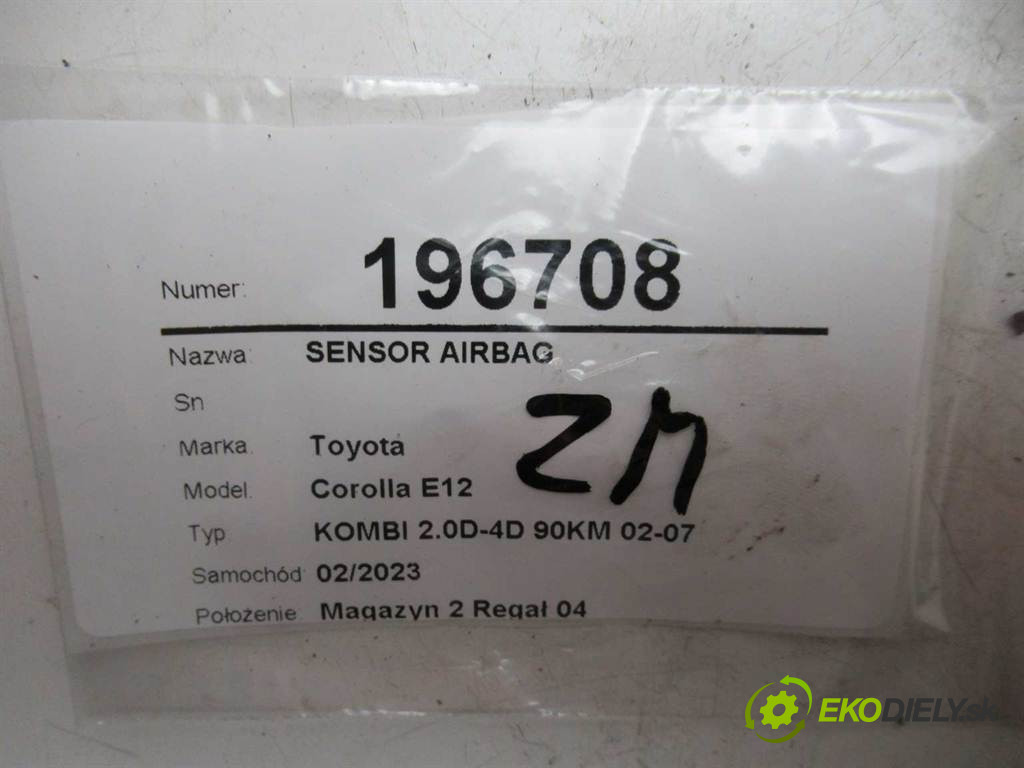 Numer: 196708
Nazwa: SENSOR AIRBAG
Sn
ZM
Marka. Toyota
Model. Corolla E12
Typ KOMBI 2.0D-4D 90KM 02-07
Samochód: 02/2023
Położenie: Magazyn 2 Regał 04
EKODIELY.sk